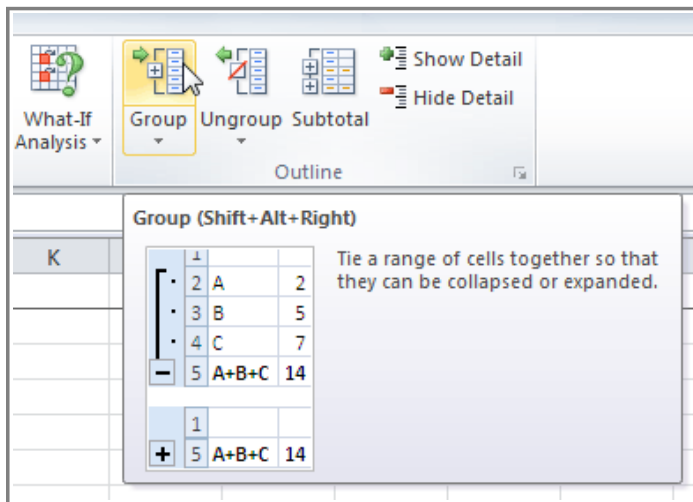 Show Detail
Hide Detail
What-If
Analysis
Group
Ungroup
Subtotal
Outline
Group (Shift+Alt+Right)
K
Tie a range of cells together so that
they can be collapsed or expanded.
1
2 A 2
3 B 5
4 C 7
5 A+B+C 14
1
5 A+B+C 14